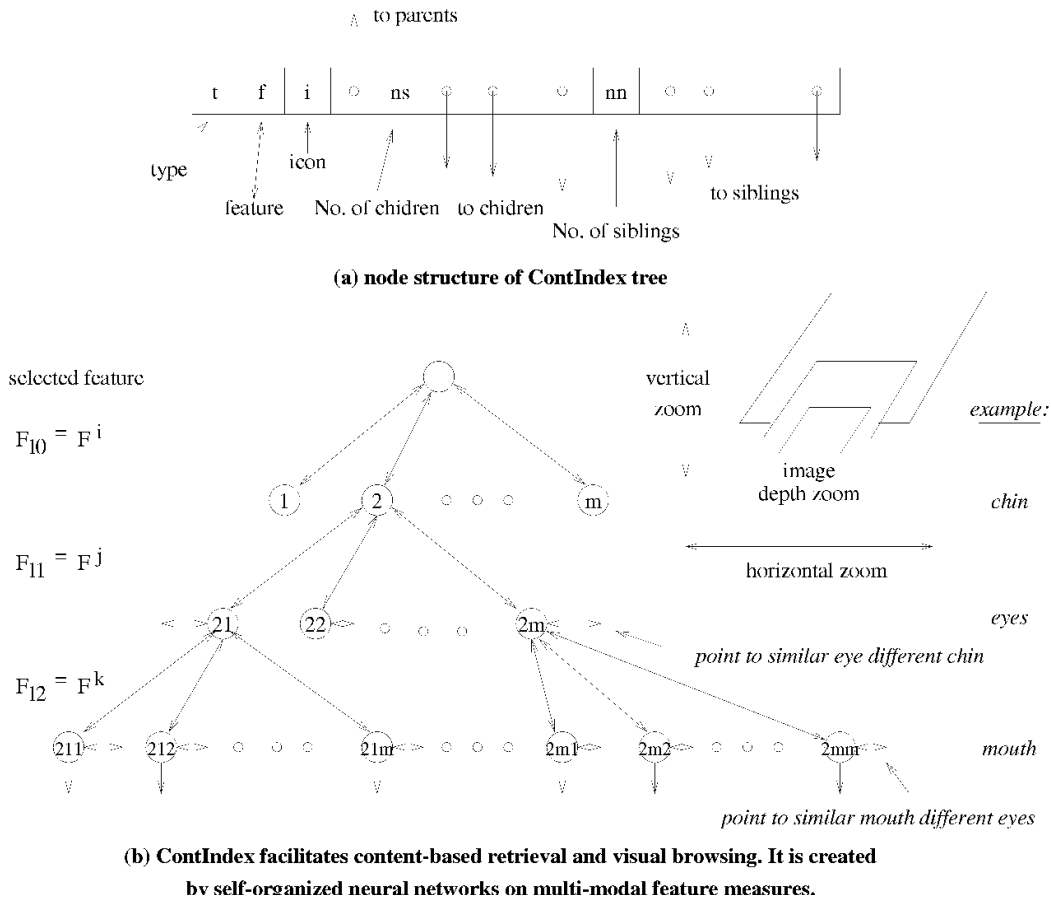 to parents
t f i ns nn
type
icon
feature
No. of chidren
to chidren
to siblings
No. of siblings
(a) node structure of ContIndex tree
selected feature
vertical
zoom
example:
F10 = F i
image
depth zoom
1 2 m
chin
F11 = F j
horizontal zoom
21 22 2m
eyes
point to similar eye different chin
F12 = F k
211 212 21m 2m1 2m2 2mm
mouth
point to similar mouth different eyes
(b) ContIndex facilitates content-based retrieval and visual browsing. It is created
by self-organized neural networks on multi-modal feature measures.